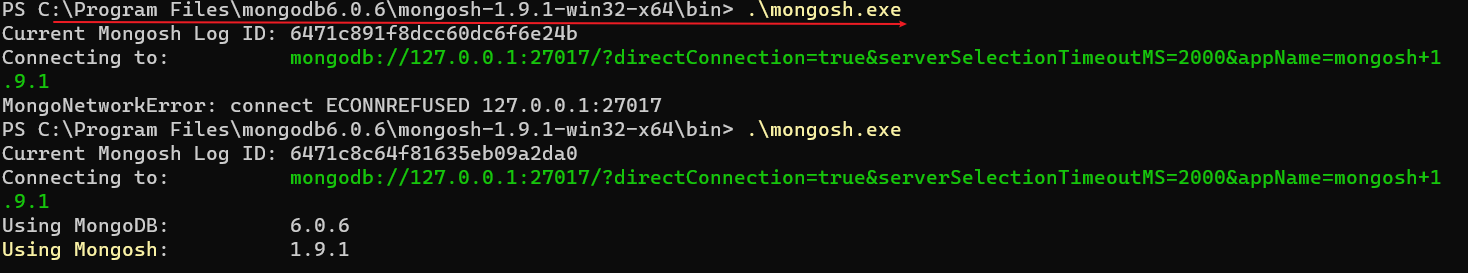 PS C:\Program Files\mongodb6.0.6\mongosh-1.9.1-win32-x64\bin> .\mongosh.exe
Current Mongosh Log ID: 6471c891f8dcc60dc6f6e24b
Connecting to:          mongodb://127.0.0.1:27017/?directConnection=true&serverSelectionTimeoutMS=2000&appName=mongosh+1
.9.1
MongoNetworkError: connect ECONNREFUSED 127.0.0.1:27017
PS C:\Program Files\mongodb6.0.6\mongosh-1.9.1-win32-x64\bin> .\mongosh.exe
Current Mongosh Log ID: 6471c8c64f81635eb09a2da0
Connecting to:          mongodb://127.0.0.1:27017/?directConnection=true&serverSelectionTimeoutMS=2000&appName=mongosh+1
.9.1
Using MongoDB:          6.0.6
Using Mongosh:          1.9.1